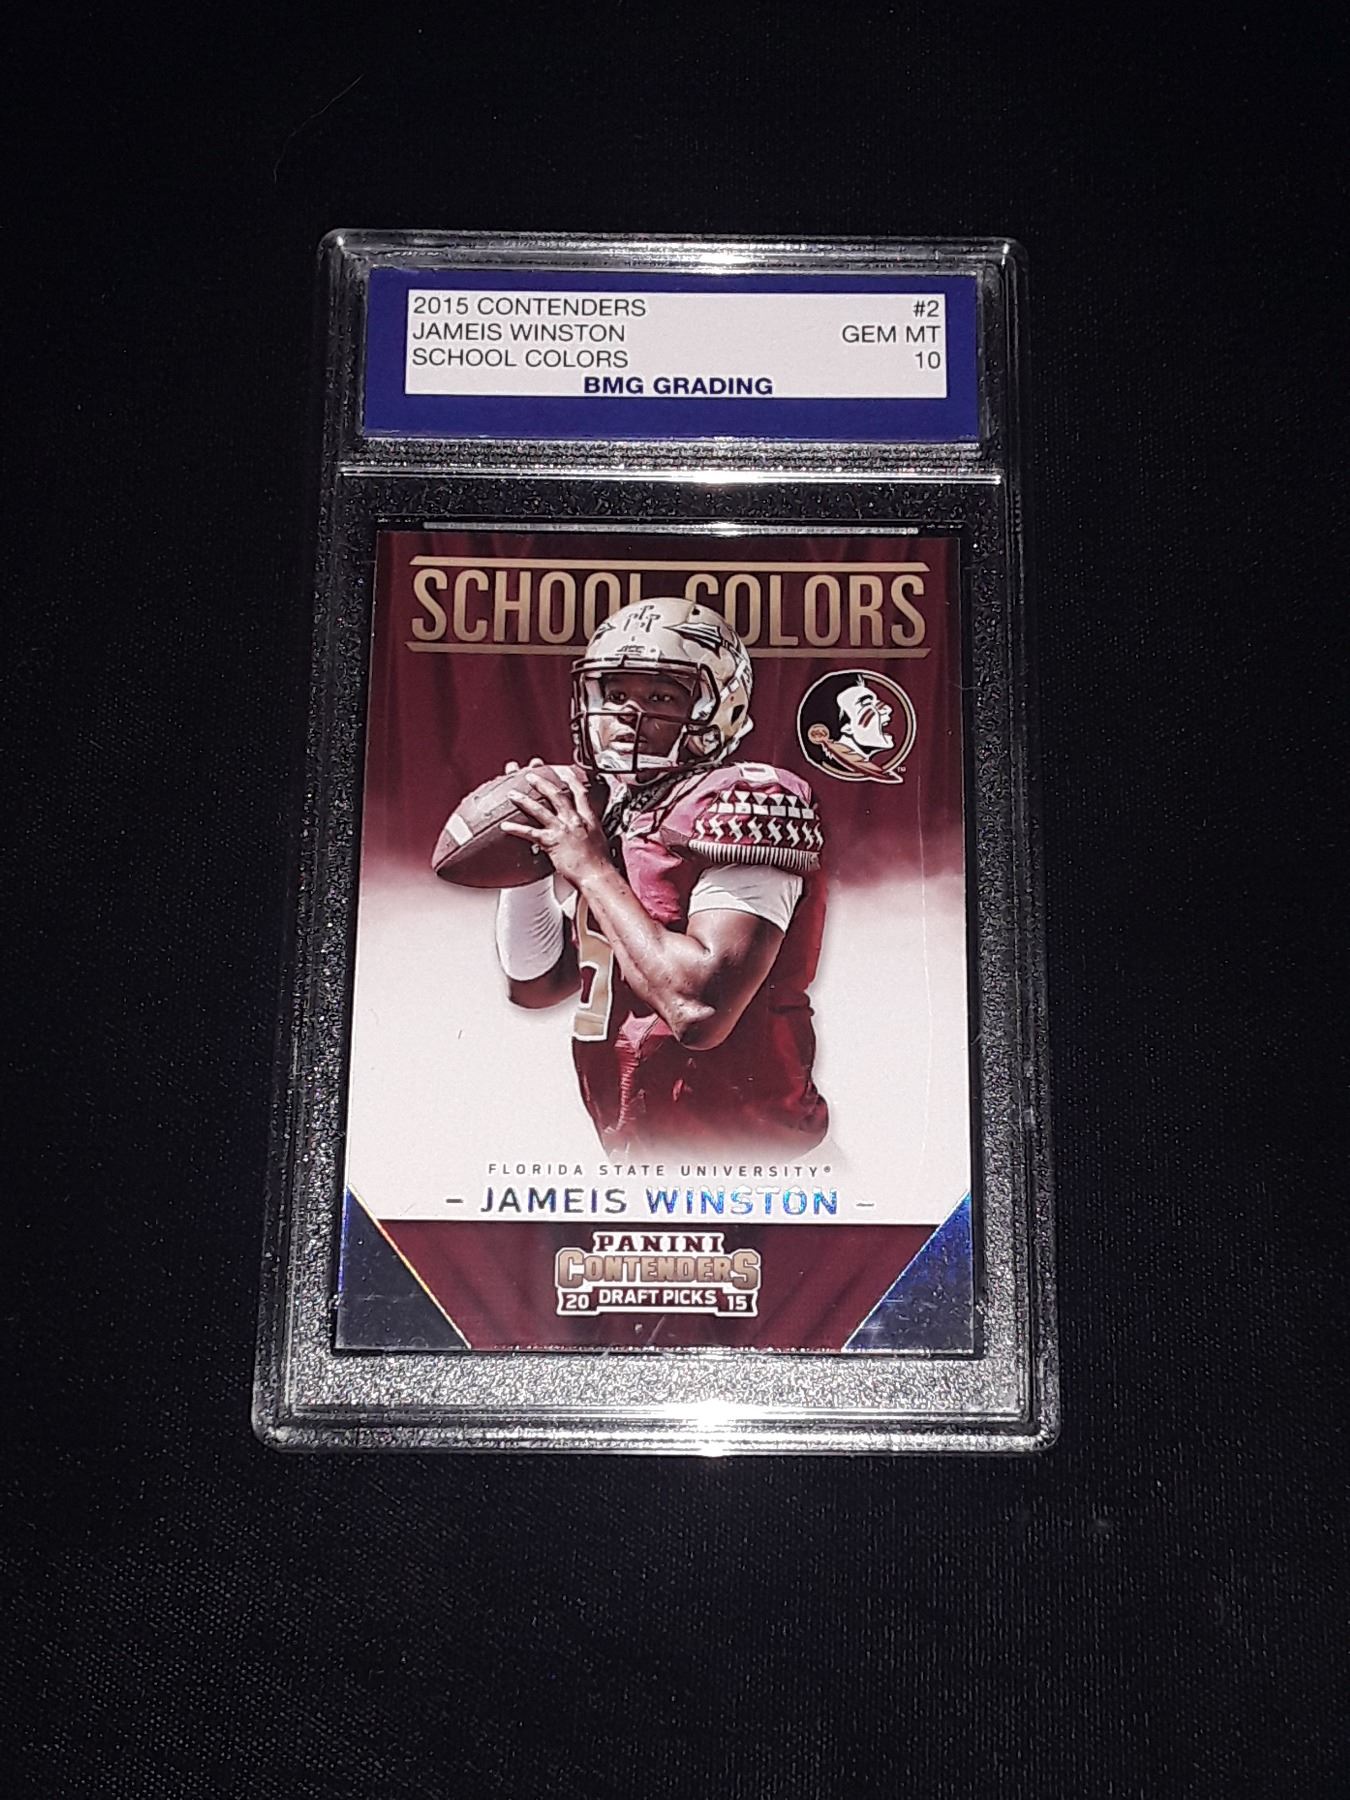 2015 CONTENDERS #2
JAMEIS WINSTON GEM MT
SCHOOL COLORS 10
BMG GRADING
SCHOOL COLORS
ACC
FLORIDA STATE UNIVERSITY®
- JAMEIS WINSTON -
PANINI
CONTENDERS
20 DRAFT PICKS 15